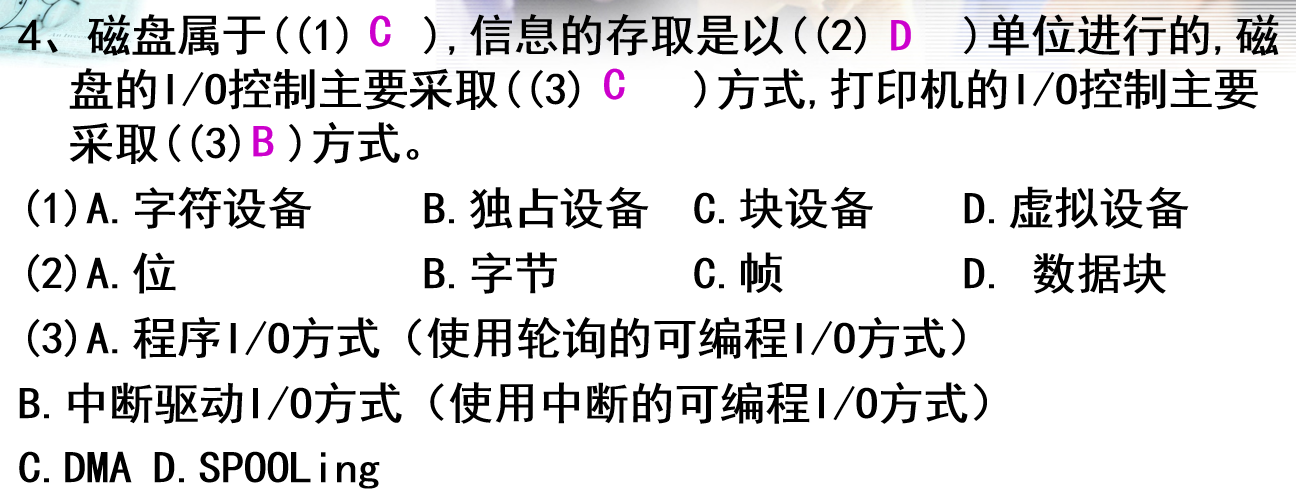 4、磁盘属于((1) C ),信息的存取是以((2) D )单位进行的,磁
盘的I/O控制主要采取((3) C )方式,打印机的I/O控制主要
采取((3)B)方式。
(1)A.字符设备 B.独占设备 C.块设备 D.虚拟设备
(2)A.位 B.字节 C.帧 D. 数据块
(3)A.程序I/O方式（使用轮询的可编程I/O方式）
B.中断驱动I/O方式（使用中断的可编程I/O方式）
C.DMA D.SPOOLing